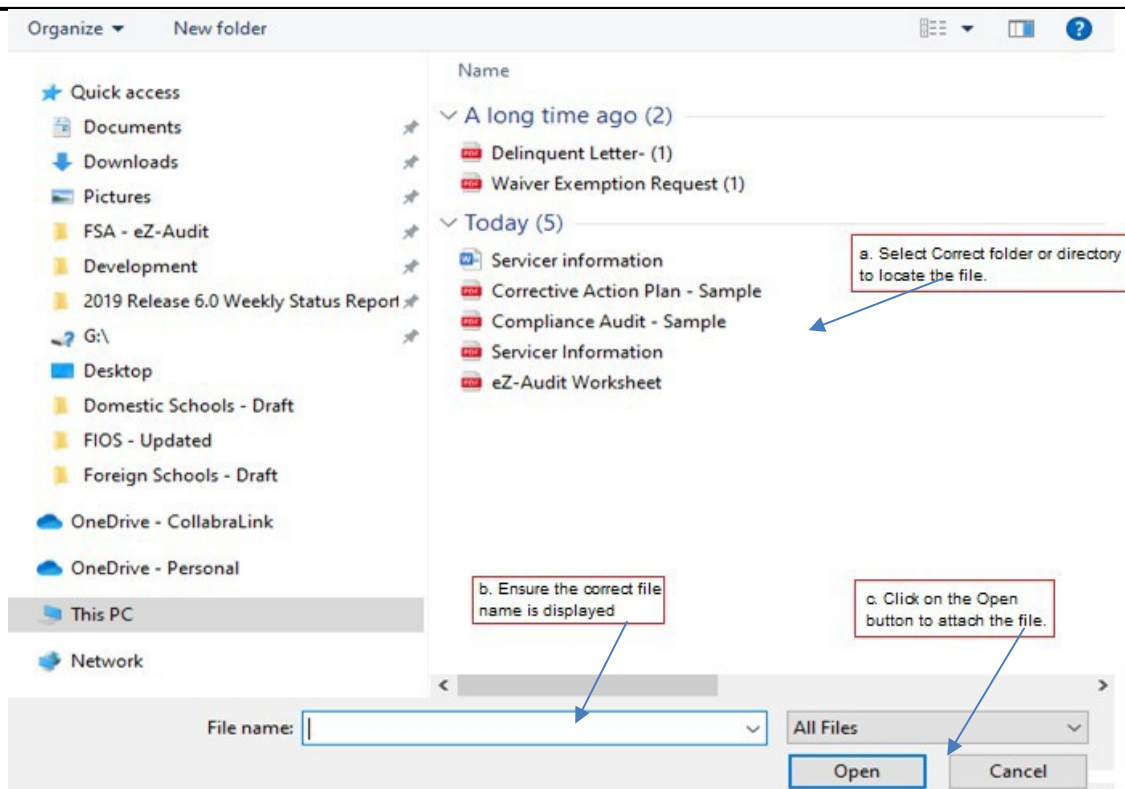 Organize New folder
Name
Quick access
Documents
Downloads
Pictures
FSA - eZ-Audit
Development
2019 Release 6.0 Weekly Status Report
G:\
Desktop
Domestic Schools - Draft
FIOS - Updated
Foreign Schools - Draft
OneDrive - CollabraLink
OneDrive - Personal
This PC
Network
A long time ago (2)
Delinquent Letter- (1)
Waiver Exemption Request (1)
Today (5)
Servicer information
Corrective Action Plan - Sample
Compliance Audit - Sample
Servicer Information
eZ-Audit Worksheet
a. Select Correct folder or directory
to locate the file.
b. Ensure the correct file
name is displayed
c. Click on the Open
button to attach the file.
File name:
All Files
Open Cancel